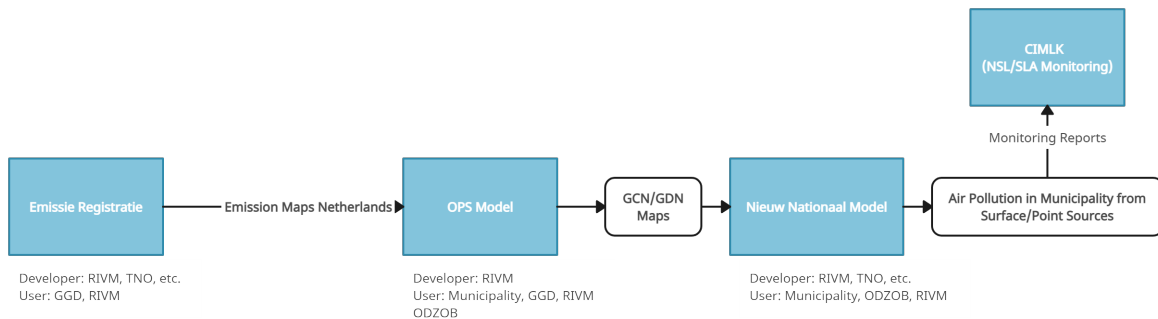 CIMLK
(NSL/SLA Monitoring)
Monitoring Reports
Emissie Registratie
Emission Maps Netherlands
OPS Model
GCN/GDN
Maps
Nieuw Nationaal Model
Air Pollution in Municipality from
Surface/Point Sources
Developer: RIVM, TNO, etc.
User: GGD, RIVM
Developer: RIVM
User: Municipality, GGD, RIVM
ODZOB
Developer: RIVM, TNO, etc.
User: Municipality, ODZOB, RIVM